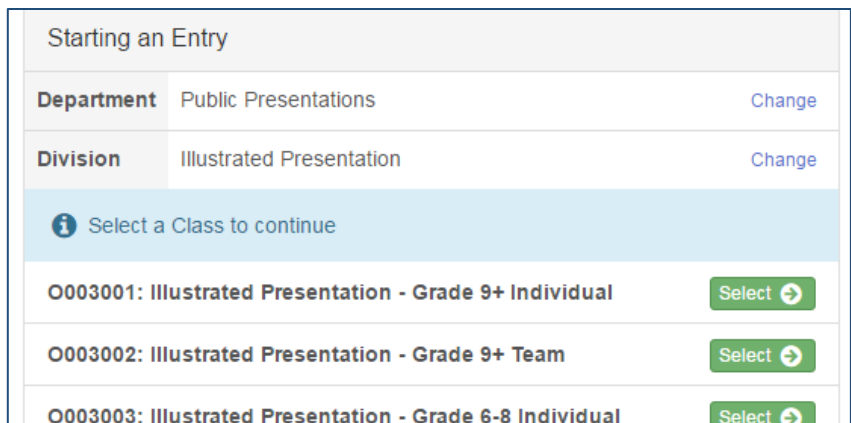 Starting an Entry
Department Public Presentations Change
Division Illustrated Presentation Change
Select a Class to continue
O003001: Illustrated Presentation - Grade 9+ Individual Select
O003002: Illustrated Presentation - Grade 9+ Team Select
O003003: Illustrated Presentation - Grade 6-8 Individual Select